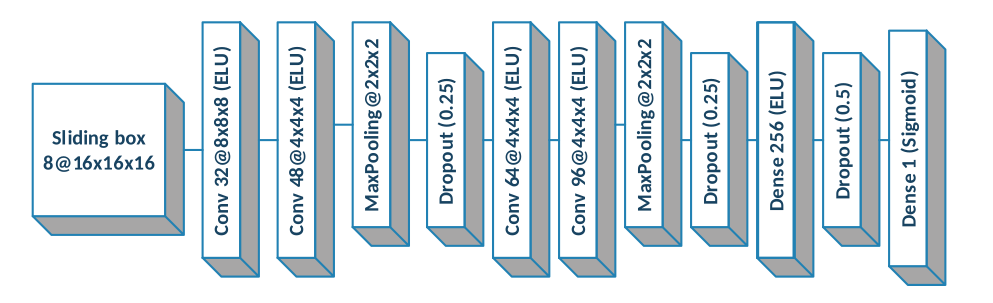 Sliding box
8@16x16x16
Conv 32@8x8x8 (ELU)
Conv 48@4x4x4 (ELU)
MaxPooling@2x2x2
Dropout (0.25)
Conv 64@4x4x4 (ELU)
Conv 96@4x4x4 (ELU)
MaxPooling@2x2x2
Dropout (0.25)
Dense 256 (ELU)
Dropout (0.5)
Dense 1 (Sigmoid)